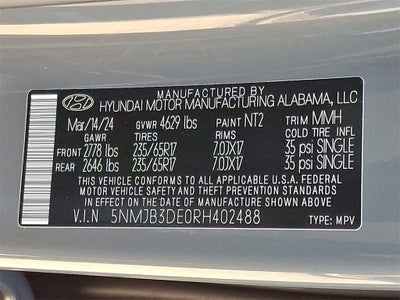 MANUFACTURED BY
HYUNDAI MOTOR MANUFACTURING ALABAMA, LLC
Mar/14/24 GVWR 4629 lbs PAINT NT2 TRIM MMH
GAWR TIRES RIMS COLD TIRE INF.
FRONT 2778 lbs 235/65R17 7.0JX17 35 psi SINGLE
REAR 2646 lbs 235/65R17 7.0JX17 35 psi SINGLE
THIS VEHICLE CONFORMS TO ALL APPLICABLE U.S.A. FEDERAL
MOTOR VEHICLE SAFETY AND THEFT PREVENTION STANDARDS
IN EFFECT ON THE DATE OF MANUFACTURE SHOWN ABOVE.
V.I.N 5NMJB3DE0RH402488 TYPE: MPV